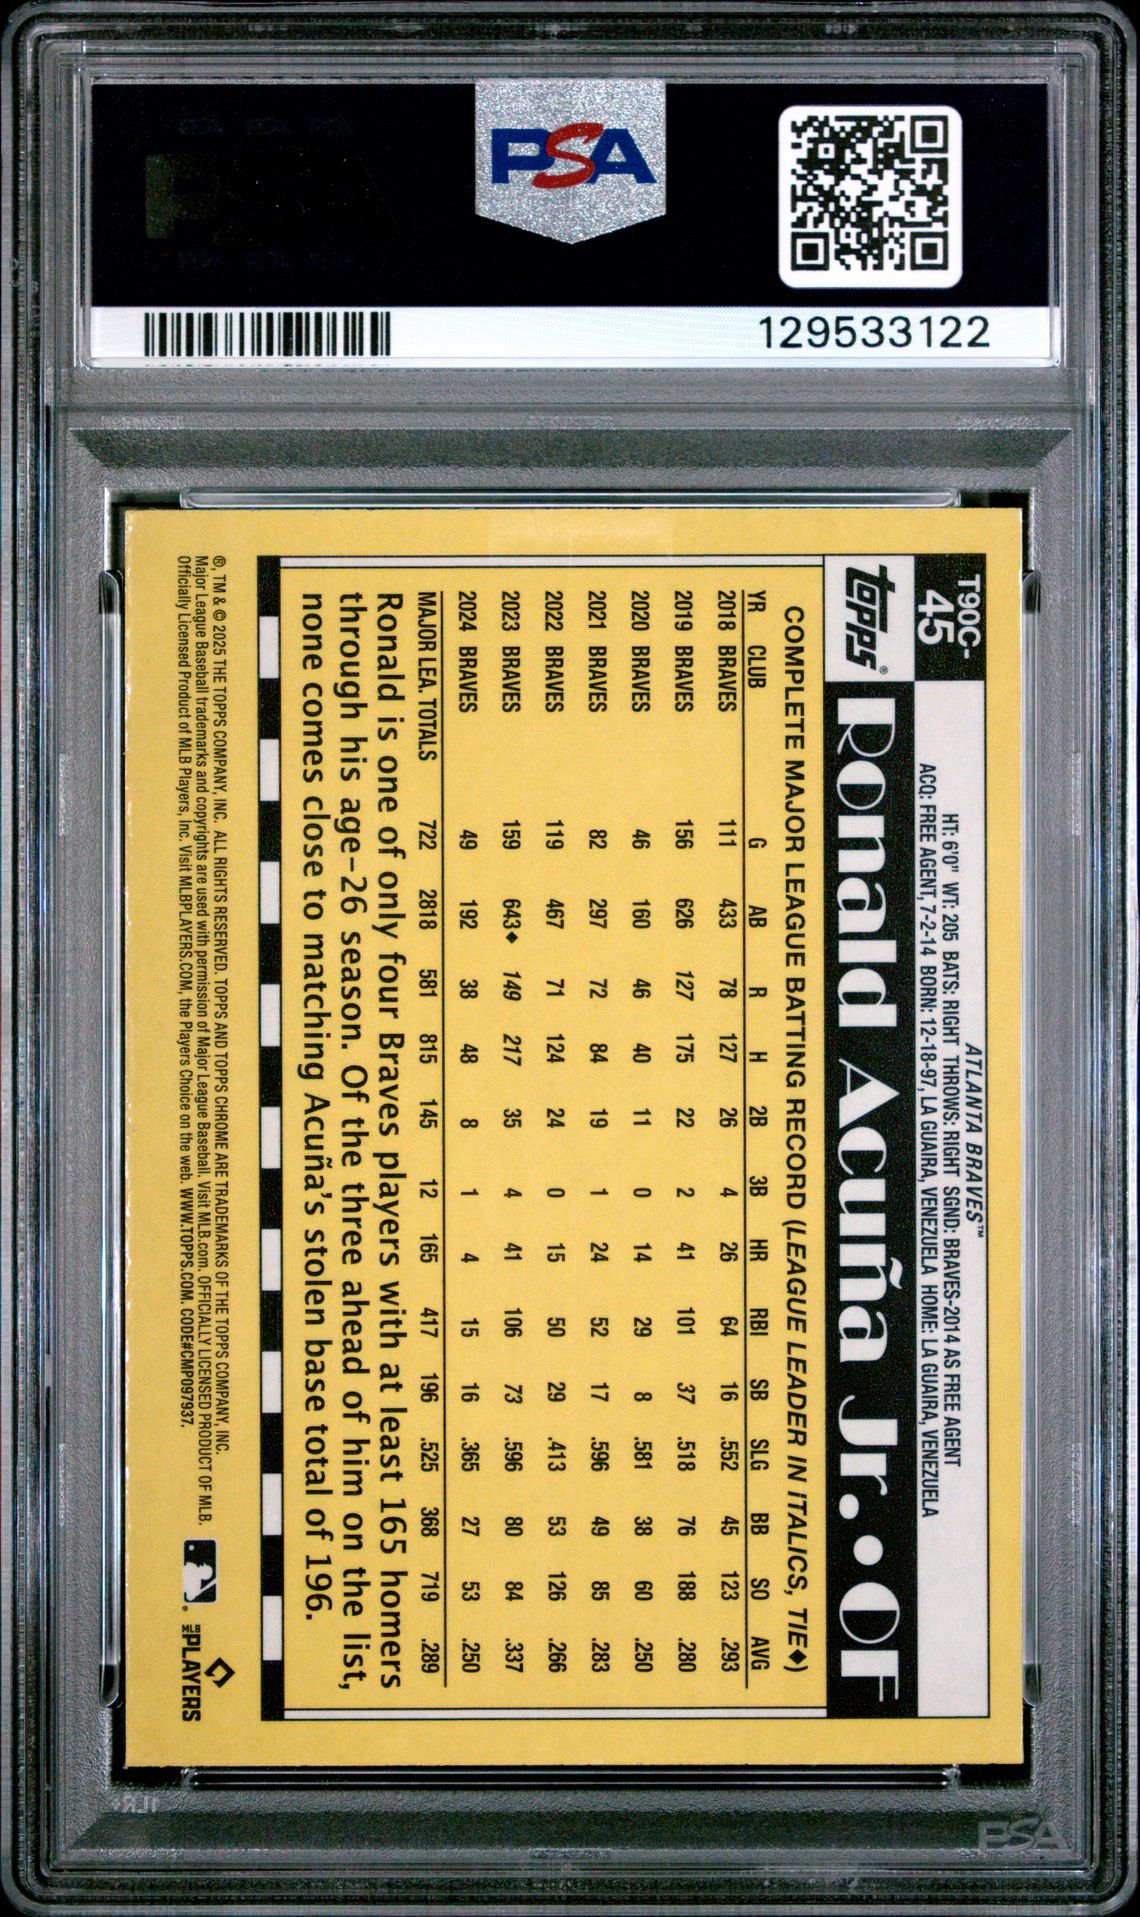 PSA
129533122
T90C-
45
ATLANTA BRAVES™
HT: 6'0" WT: 205 BATS: RIGHT THROWS: RIGHT SGND: BRAVES-2014 AS FREE AGENT
ACQ: FREE AGENT, 7-2-14 BORN: 12-18-97, LA GUAIRA, VENEZUELA HOME: LA GUAIRA, VENEZUELA
topps® Ronald Acuña Jr. • OF
COMPLETE MAJOR LEAGUE BATTING RECORD (LEAGUE LEADER IN ITALICS, TIE◆)
YR CLUB G AB R H 2B 3B HR RBI SB SLG BB SO AVG
2018 BRAVES 111 433 78 127 26 4 26 64 16 .552 45 123 .293
2019 BRAVES 156 626 127 175 22 2 41 101 37 .518 76 188 .280
2020 BRAVES 46 160 46 40 11 0 14 29 8 .581 38 60 .250
2021 BRAVES 82 297 72 84 19 1 24 52 17 .596 49 85 .283
2022 BRAVES 119 467 71 124 24 0 15 50 29 .413 53 126 .266
2023 BRAVES 159 643◆ 149 217 35 4 41 106 73 .596 80 84 .337
2024 BRAVES 49 192 38 48 8 1 4 15 16 .365 27 53 .250
MAJOR LEA. TOTALS 722 2818 581 815 145 12 165 417 196 .525 368 719 .289
Ronald is one of only four Braves players with at least 165 homers
through his age-26 season. Of the three ahead of him on the list,
none comes close to matching Acuña's stolen base total of 196.
®, TM & © 2025 THE TOPPS COMPANY, INC. ALL RIGHTS RESERVED. TOPPS AND TOPPS CHROME ARE TRADEMARKS OF THE TOPPS COMPANY, INC.
Major League Baseball trademarks and copyrights are used with permission of Major League Baseball. Visit MLB.com. OFFICIALLY LICENSED PRODUCT OF MLB.
Officially Licensed Product of MLB Players, Inc. Visit MLBPLAYERS.COM, the Players Choice on the web. WWW.TOPPS.COM. CODE#CMP097937.
MLB PLAYERS
PSA